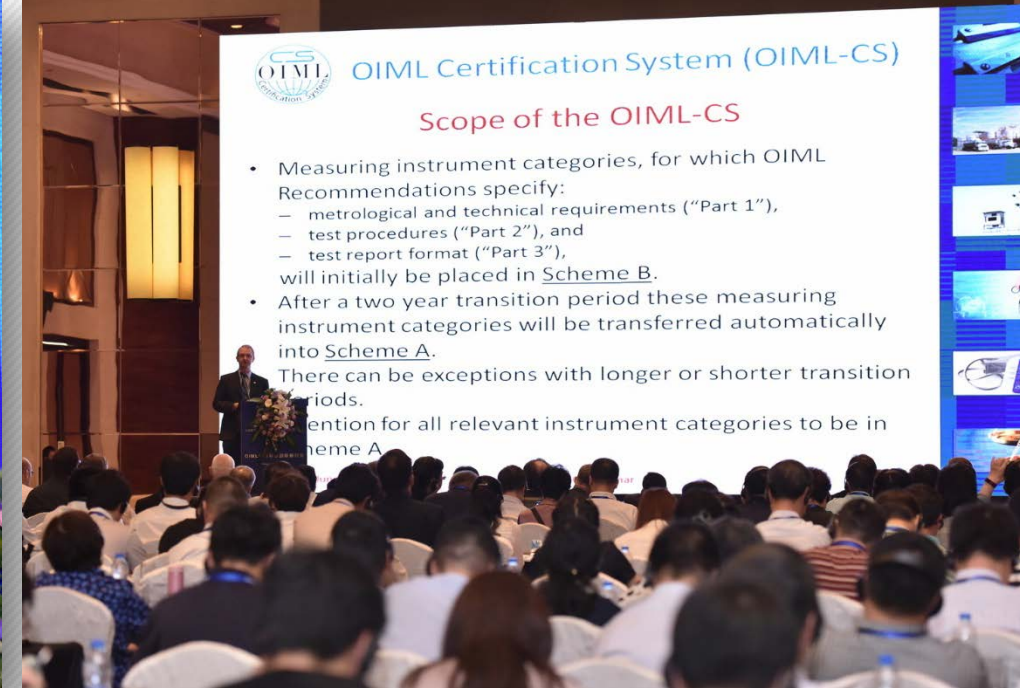 OIML
Certification System
OIML Certification System (OIML-CS)
Scope of the OIML-CS
• Measuring instrument categories, for which OIML
Recommendations specify:
– metrological and technical requirements (“Part 1”),
– test procedures (“Part 2”), and
– test report format (“Part 3”),
will initially be placed in Scheme B.
• After a two year transition period these measuring
instrument categories will be transferred automatically
into Scheme A.
There can be exceptions with longer or shorter transition
riods.
ention for all relevant instrument categories to be in
heme A